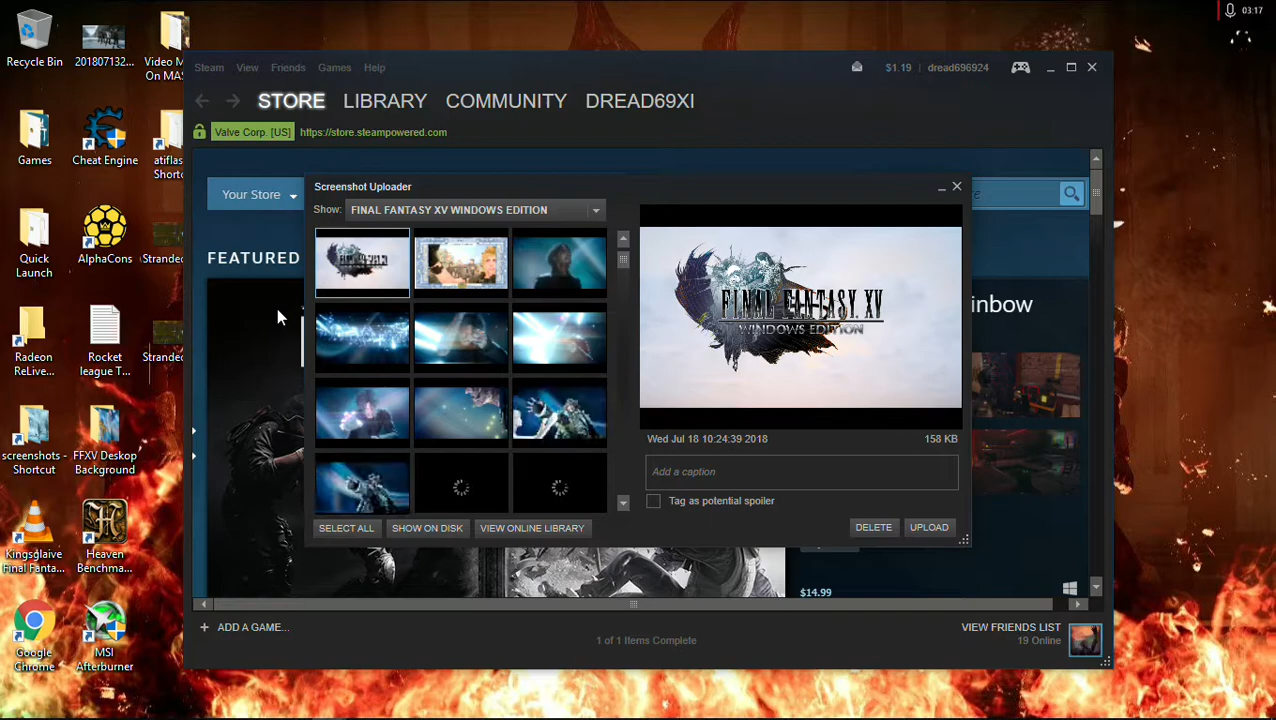 03:17
Recycle Bin
201807132...
Video M
On MAS
Games
Cheat Engine
atiflas
Shortc
Quick
Launch
AlphaCons
Strandec
Radeon
ReLive...
Rocket
league T...
Strandec
screenshots -
Shortcut
FFXV Deskop
Background
Kingsglaive
Final Fanta...
Heaven
Benchma...
Google
Chrome
MSI
Afterburner
Steam View Friends Games Help
$1.19 | dread696924
STORE LIBRARY COMMUNITY DREAD69XI
Valve Corp. [US] https://store.steampowered.com
Your Store
FEATURED
inbow
Screenshot Uploader
Show: FINAL FANTASY XV WINDOWS EDITION
FINAL FANTASY XV
WINDOWS EDITION
Wed Jul 18 10:24:39 2018 158 KB
Add a caption
Tag as potential spoiler
SELECT ALL SHOW ON DISK VIEW ONLINE LIBRARY DELETE UPLOAD
$14.99
+ ADD A GAME...
1 of 1 Items Complete
VIEW FRIENDS LIST
19 Online